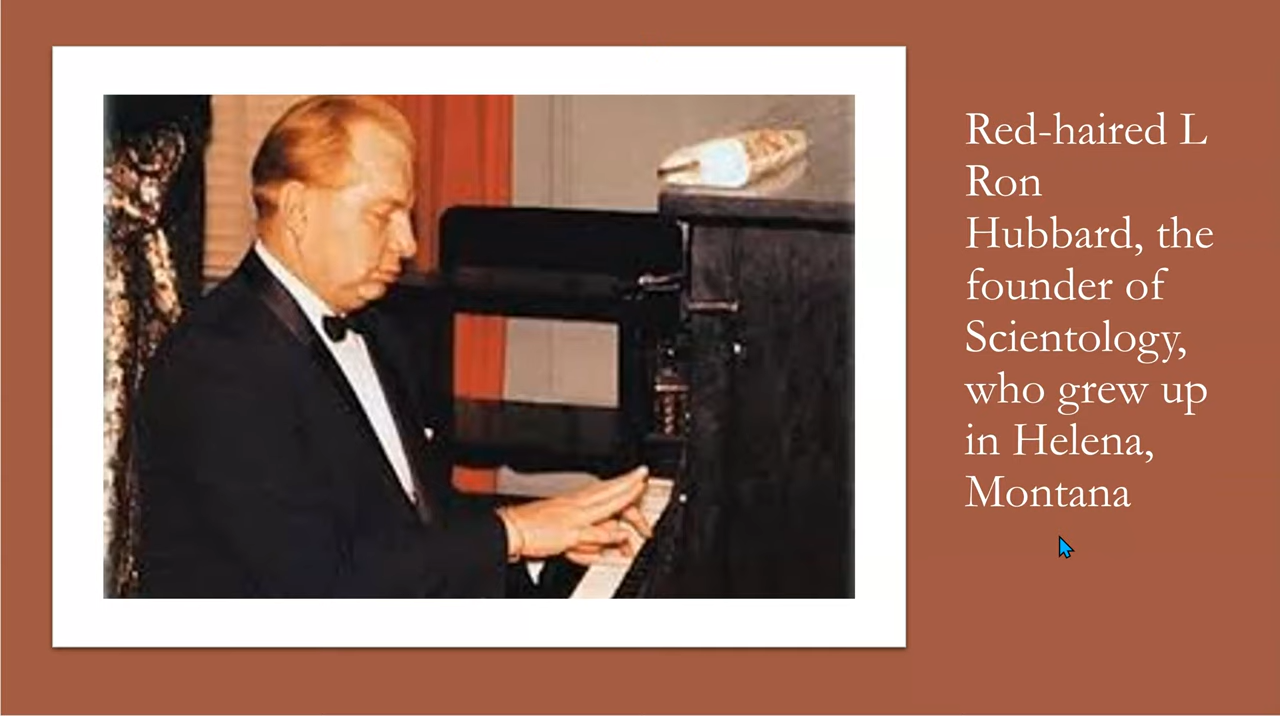 Red-haired L
Ron
Hubbard, the
founder of
Scientology,
who grew up
in Helena,
Montana